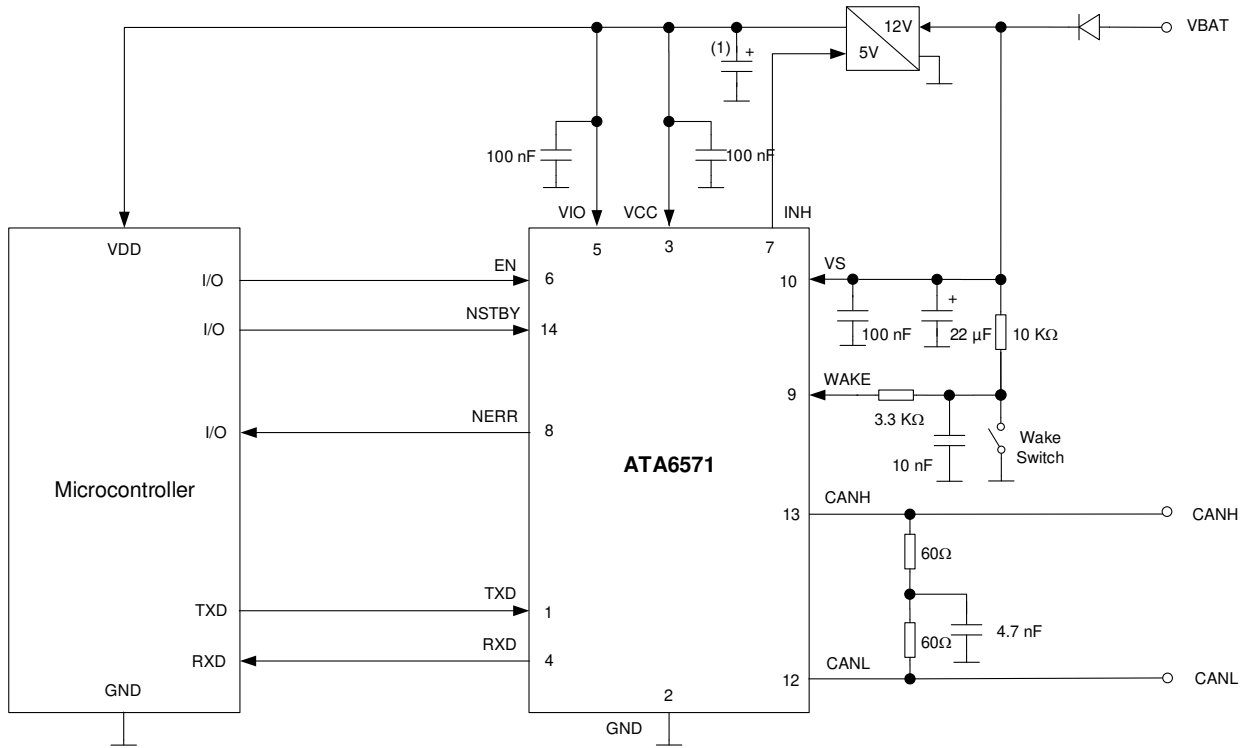 VBAT
12V
5V
(1)
+
100 nF
100 nF
VIO
VCC
INH
VDD
5
3
7
I/O
EN
6
VS
10
+
I/O
NSTBY
14
100 nF
22 µF
10 KΩ
WAKE
9
3.3 KΩ
I/O
NERR
8
Wake
Switch
10 nF
ATA6571
Microcontroller
CANH
13
CANH
60Ω
TXD
TXD
1
4.7 nF
60Ω
RXD
RXD
4
CANL
12
CANL
GND
2
GND